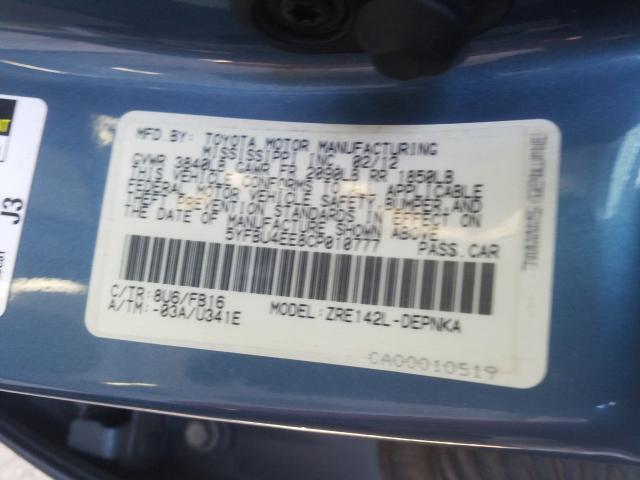 MFD.BY: TOYOTA MOTOR MANUFACTURING
MISSISSIPPI INC. 02/12
GVWR 3840LB GAWR FR 2090LB RR 1850LB
THIS VEHICLE CONFORMS TO ALL APPLICABLE
FEDERAL MOTOR VEHICLE SAFETY, BUMPER, AND
THEFT PREVENTION STANDARDS IN EFFECT ON
THE DATE OF MANUFACTURE SHOWN ABOVE.
5YFBU4EE8CP010777 PASS.CAR
C/TR:8U6/FB16
A/TM:-03A/U341E
MODEL:ZRE142L-DEPNKA
CA00010519
J3